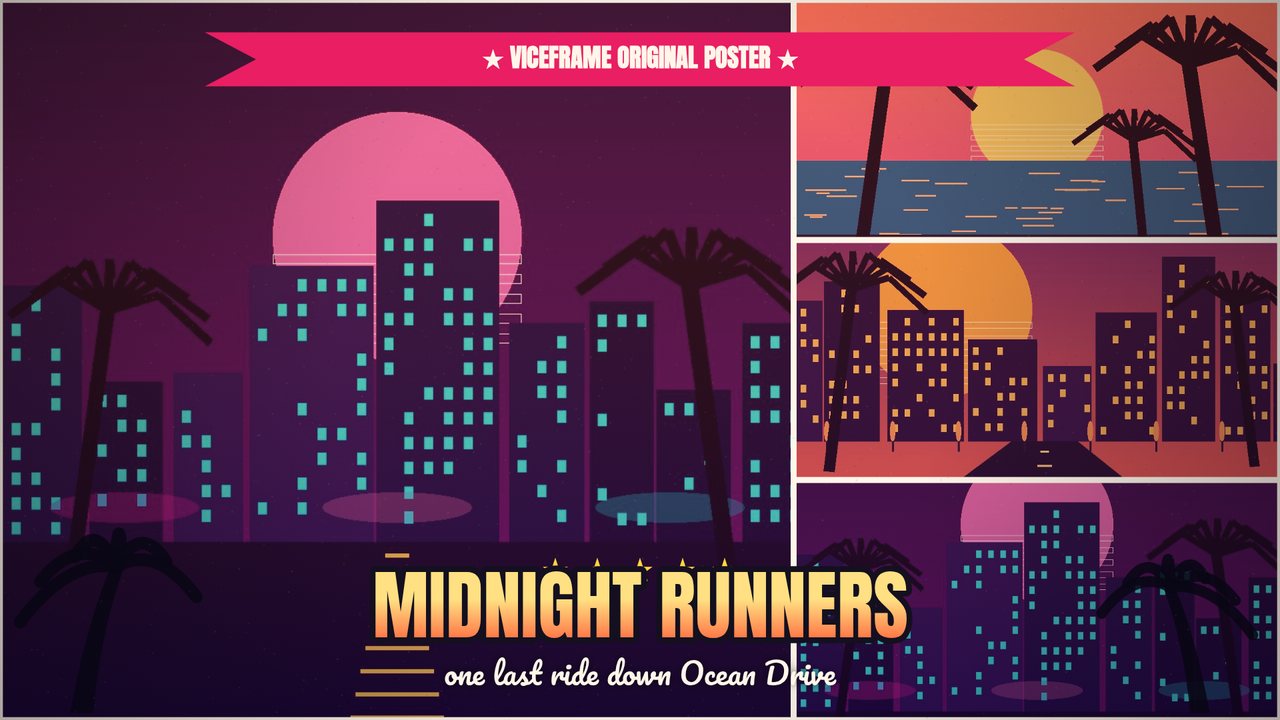 ★ VICEFRAME ORIGINAL POSTER ★
MIDNIGHT RUNNERS
one last ride down Ocean Drive